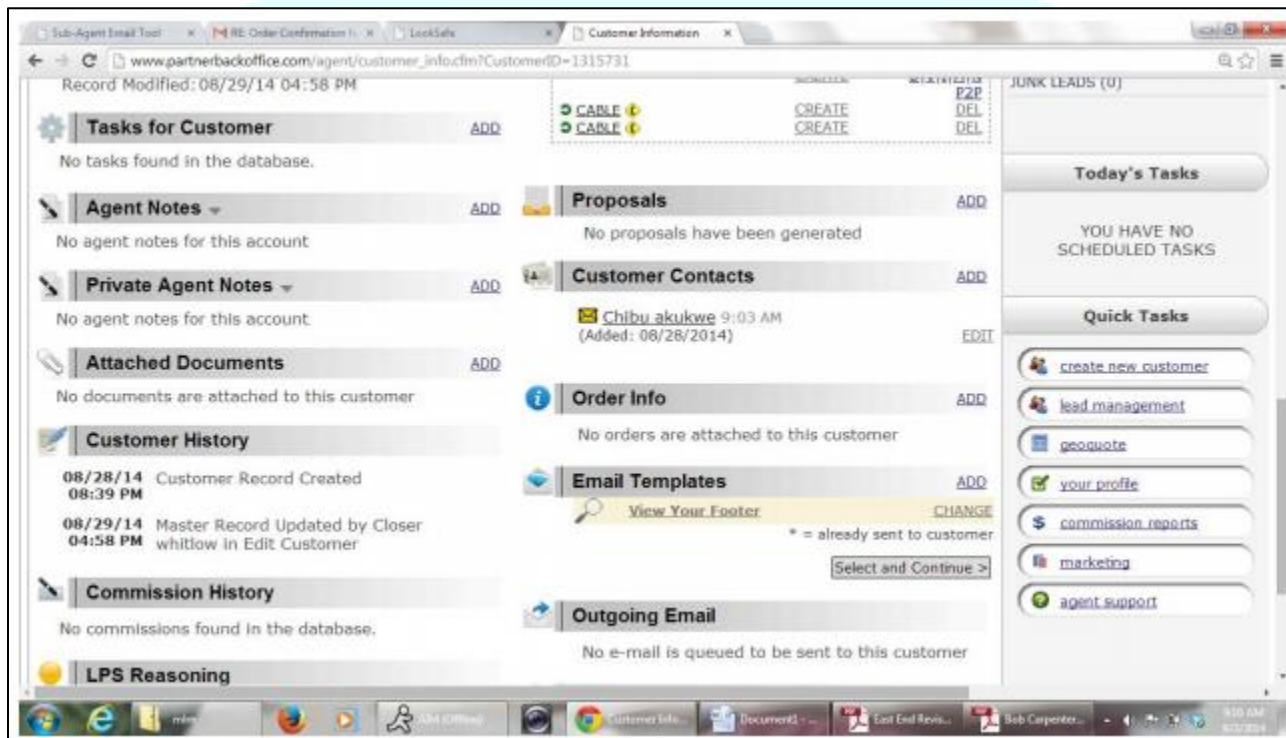 Sub-Agent Email Tool
RE: Order Confirmation
LookSafe
Customer Information
www.partnerbackoffice.com/agent/customer_info.cfm?CustomerID=1315731
Record Modified: 08/29/14 04:58 PM
Tasks for Customer ADD
No tasks found in the database.
Agent Notes ADD
No agent notes for this account
Private Agent Notes ADD
No agent notes for this account
Attached Documents ADD
No documents are attached to this customer
Customer History
08/28/14 Customer Record Created
08:39 PM
08/29/14 Master Record Updated by Closer
04:58 PM whitlow in Edit Customer
Commission History
No commissions found in the database.
LPS Reasoning
P2P
CABLE CREATE DEL
CABLE CREATE DEL
Proposals ADD
No proposals have been generated
Customer Contacts ADD
Chibu akukwe 9:03 AM
(Added: 08/28/2014) EDIT
Order Info ADD
No orders are attached to this customer
Email Templates ADD
View Your Footer CHANGE
* = already sent to customer
Select and Continue >
Outgoing Email
No e-mail is queued to be sent to this customer
JUNK LEADS (0)
Today's Tasks
YOU HAVE NO
SCHEDULED TASKS
Quick Tasks
create new customer
lead management
geoquote
your profile
commission reports
marketing
agent support
Customer Info...
Document1 - ...
East End Revis...
Bob Carpenter...